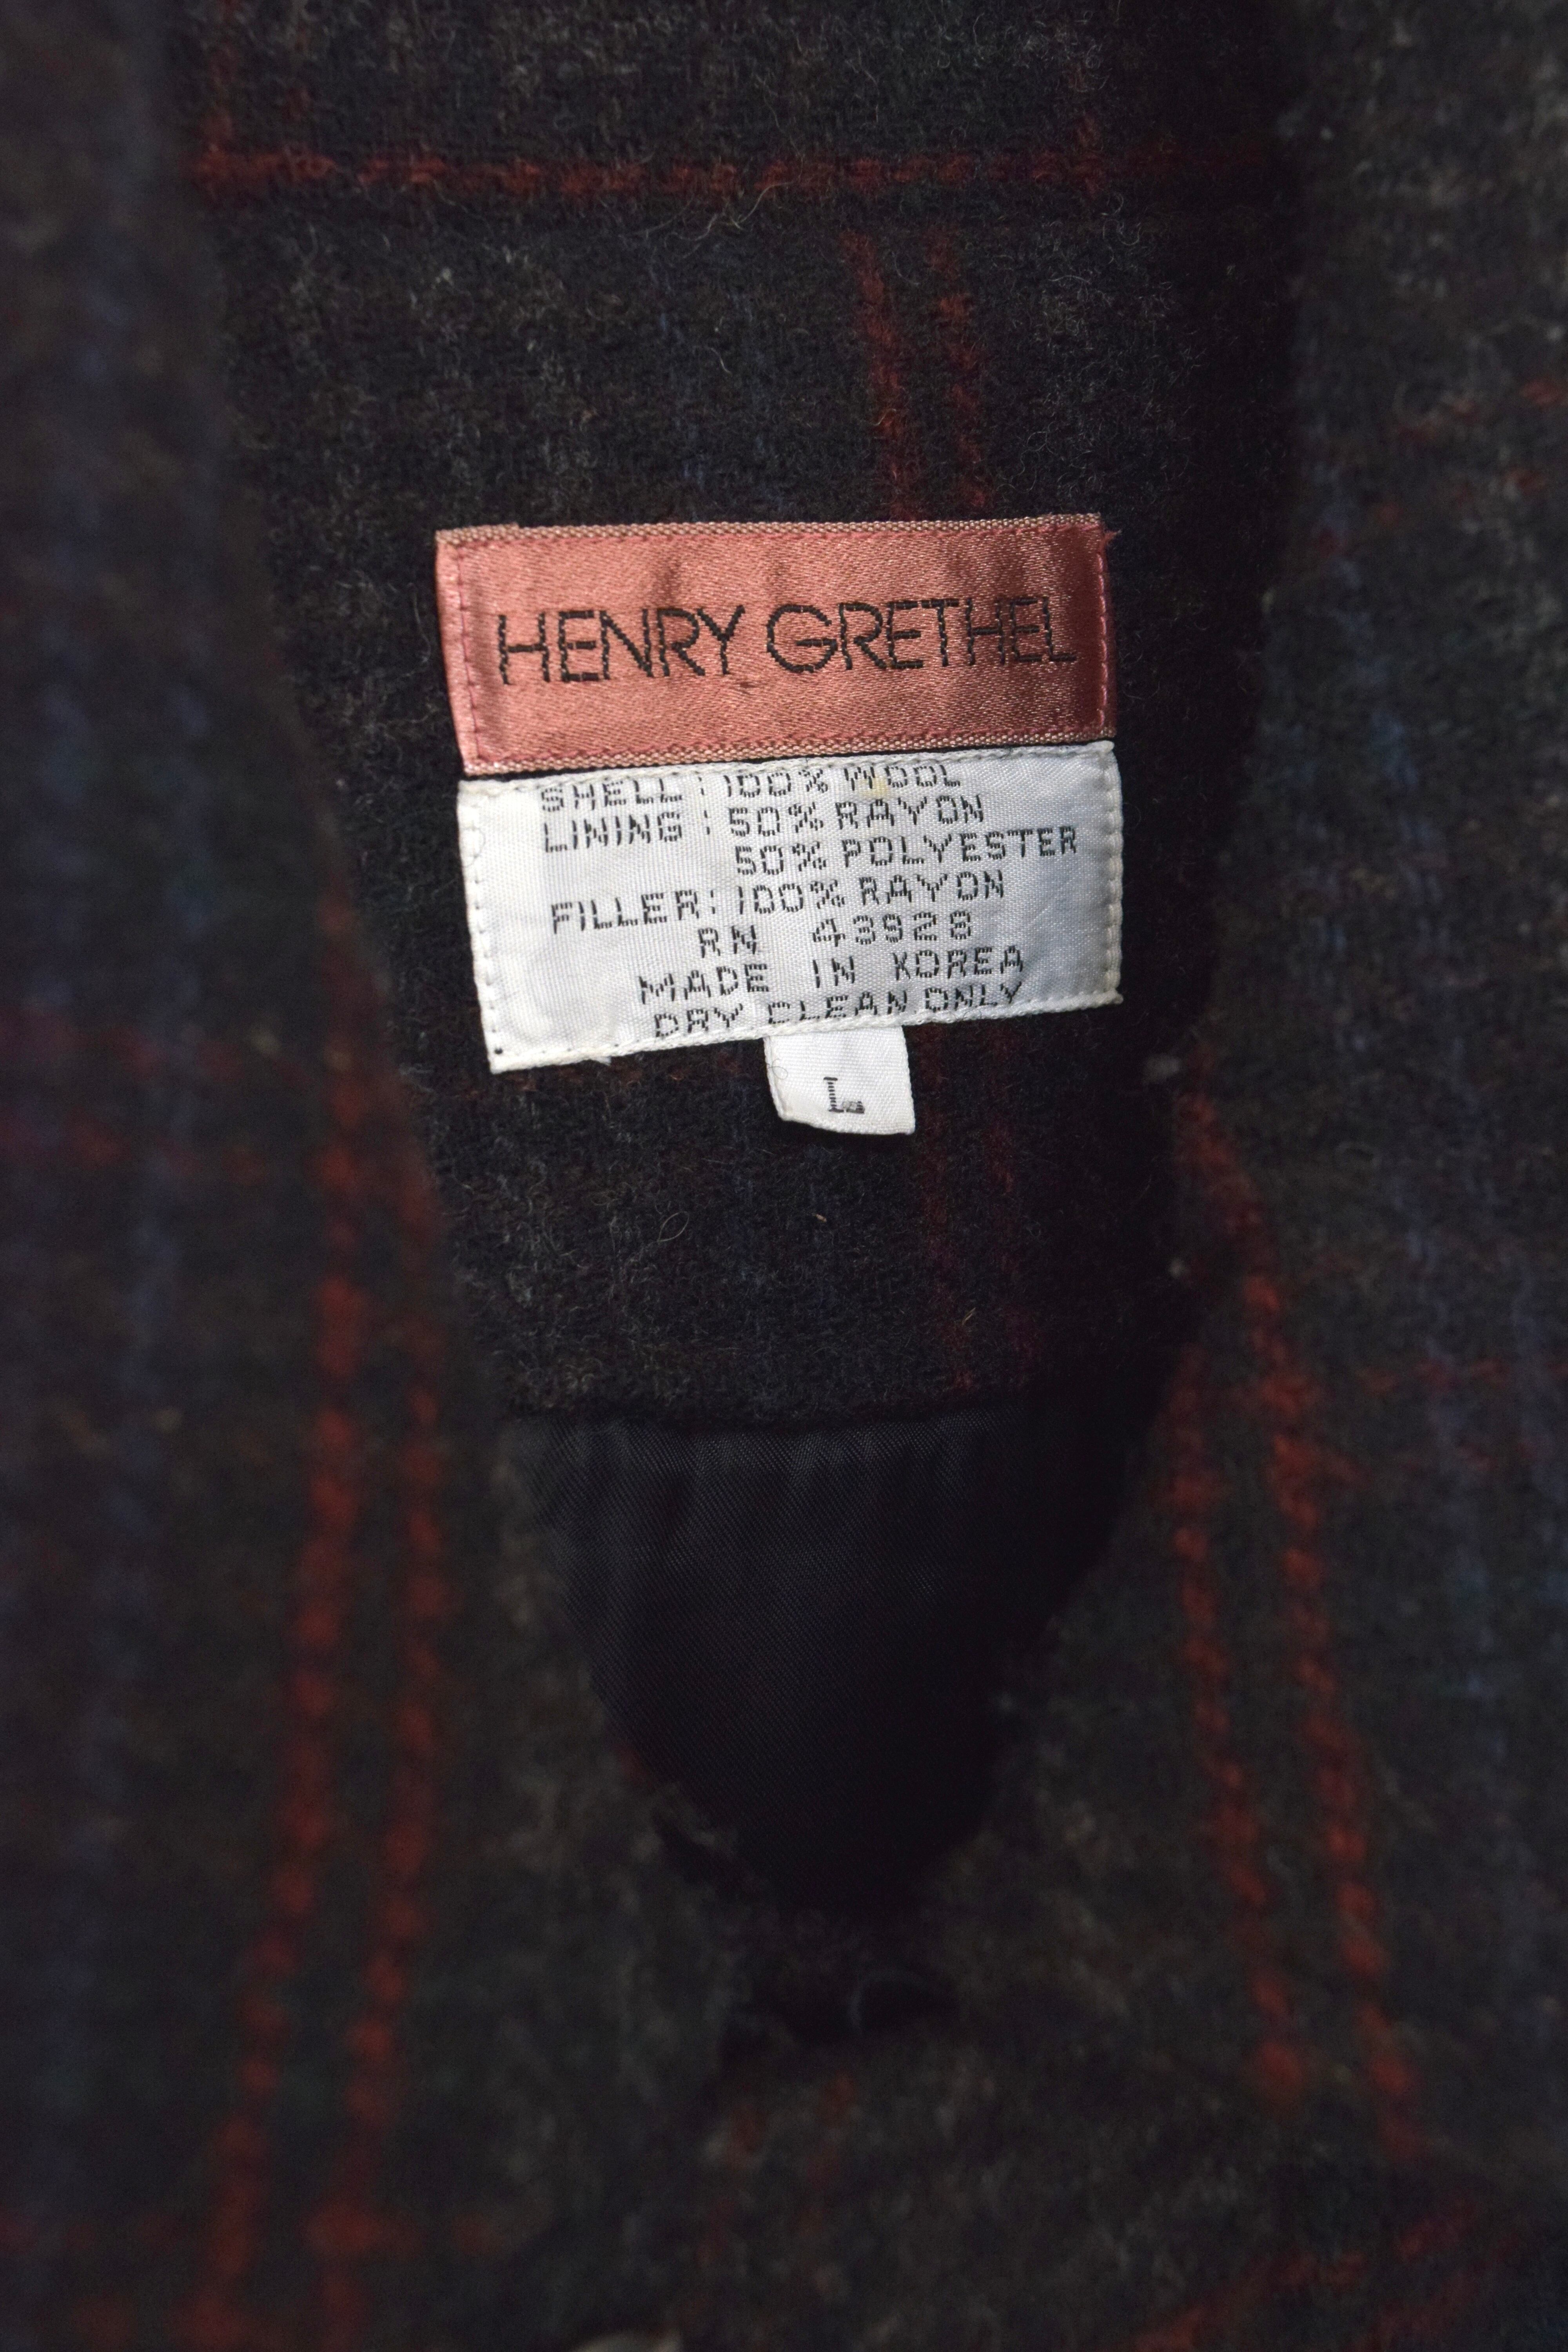 HENRY GRETHEL
SHELL : 100% WOOL
LINING : 50% RAYON
50% POLYESTER
FILLER: 100% RAYON
RN 43928
MADE IN KOREA
DRY CLEAN ONLY
L